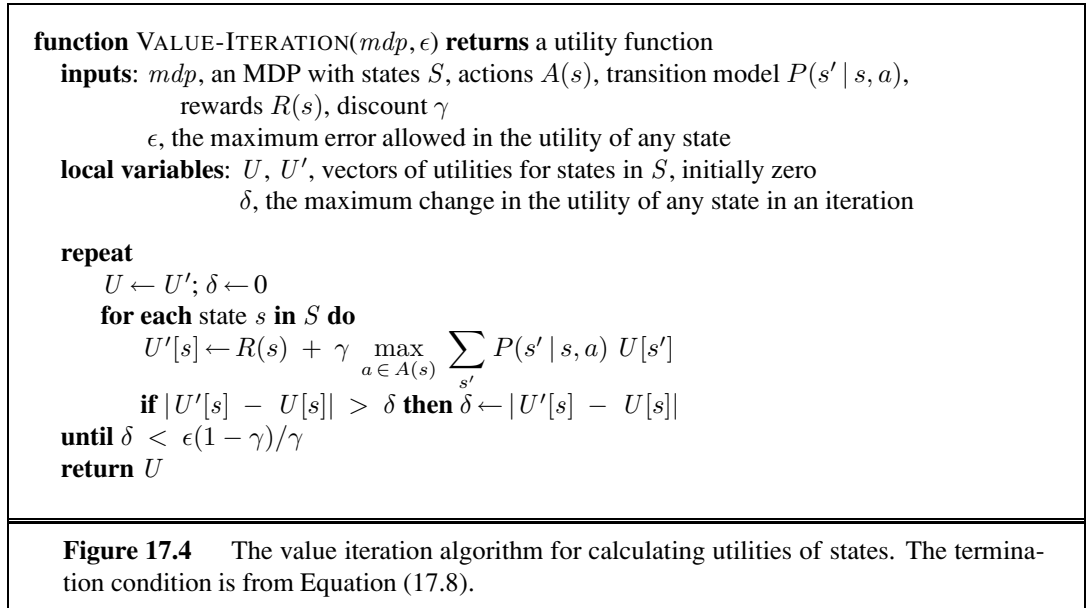 function VALUE-ITERATION(mdp, ϵ) returns a utility function
inputs: mdp, an MDP with states S, actions A(s), transition model P(s′ | s, a),
rewards R(s), discount γ
ϵ, the maximum error allowed in the utility of any state
local variables: U, U′, vectors of utilities for states in S, initially zero
δ, the maximum change in the utility of any state in an iteration
repeat
U ← U′; δ ← 0
for each state s in S do
U′[s] ← R(s) + γ max a ∈ A(s) ∑ s′ P(s′ | s, a) U[s′]
if |U′[s] − U[s]| > δ then δ ← |U′[s] − U[s]|
until δ < ϵ(1 − γ)/γ
return U
Figure 17.4 The value iteration algorithm for calculating utilities of states. The termina-
tion condition is from Equation (17.8).